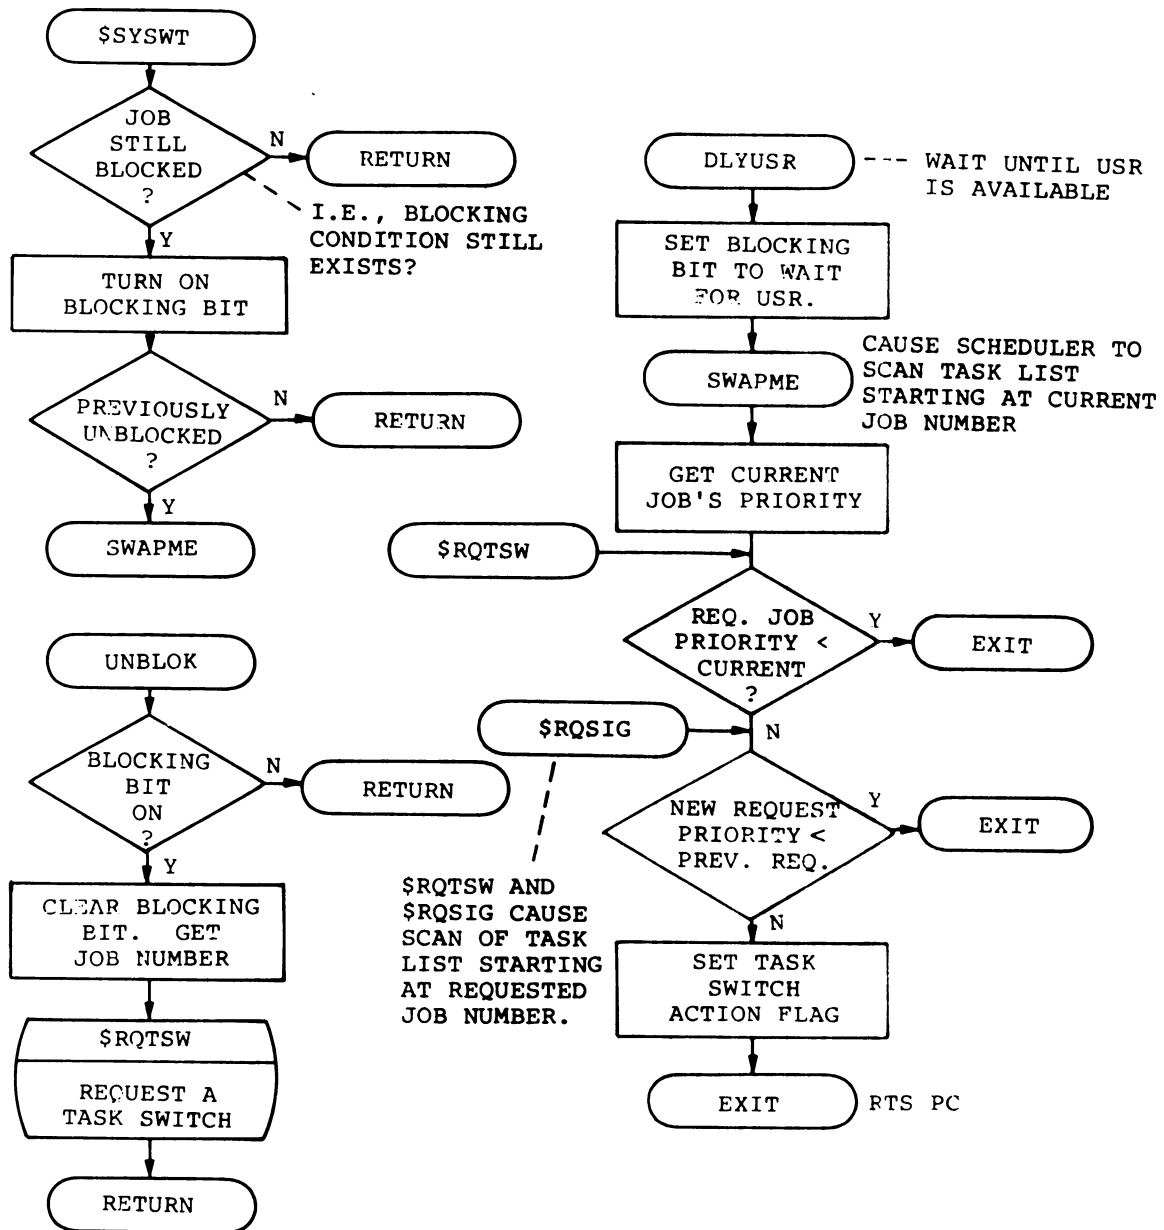 $SYSWT
JOB
STILL
BLOCKED
?
N
RETURN
I.E., BLOCKING
CONDITION STILL
EXISTS?
Y
TURN ON
BLOCKING BIT
PREVIOUSLY
UNBLOCKED
?
N
RETURN
Y
SWAPME
UNBLOK
BLOCKING
BIT
ON
?
N
RETURN
Y
CLEAR BLOCKING
BIT. GET
JOB NUMBER
$RQTSW
REQUEST A
TASK SWITCH
RETURN
DLYUSR
WAIT UNTIL USR
IS AVAILABLE
SET BLOCKING
BIT TO WAIT
FOR USR.
SWAPME
CAUSE SCHEDULER TO
SCAN TASK LIST
STARTING AT CURRENT
JOB NUMBER
GET CURRENT
JOB'S PRIORITY
$RQTSW
REQ. JOB
PRIORITY <
CURRENT
?
Y
EXIT
N
$RQSIG
$RQTSW AND
$RQSIG CAUSE
SCAN OF TASK
LIST STARTING
AT REQUESTED
JOB NUMBER.
NEW REQUEST
PRIORITY <
PREV. REQ.
Y
EXIT
N
SET TASK
SWITCH
ACTION FLAG
EXIT
RTS PC